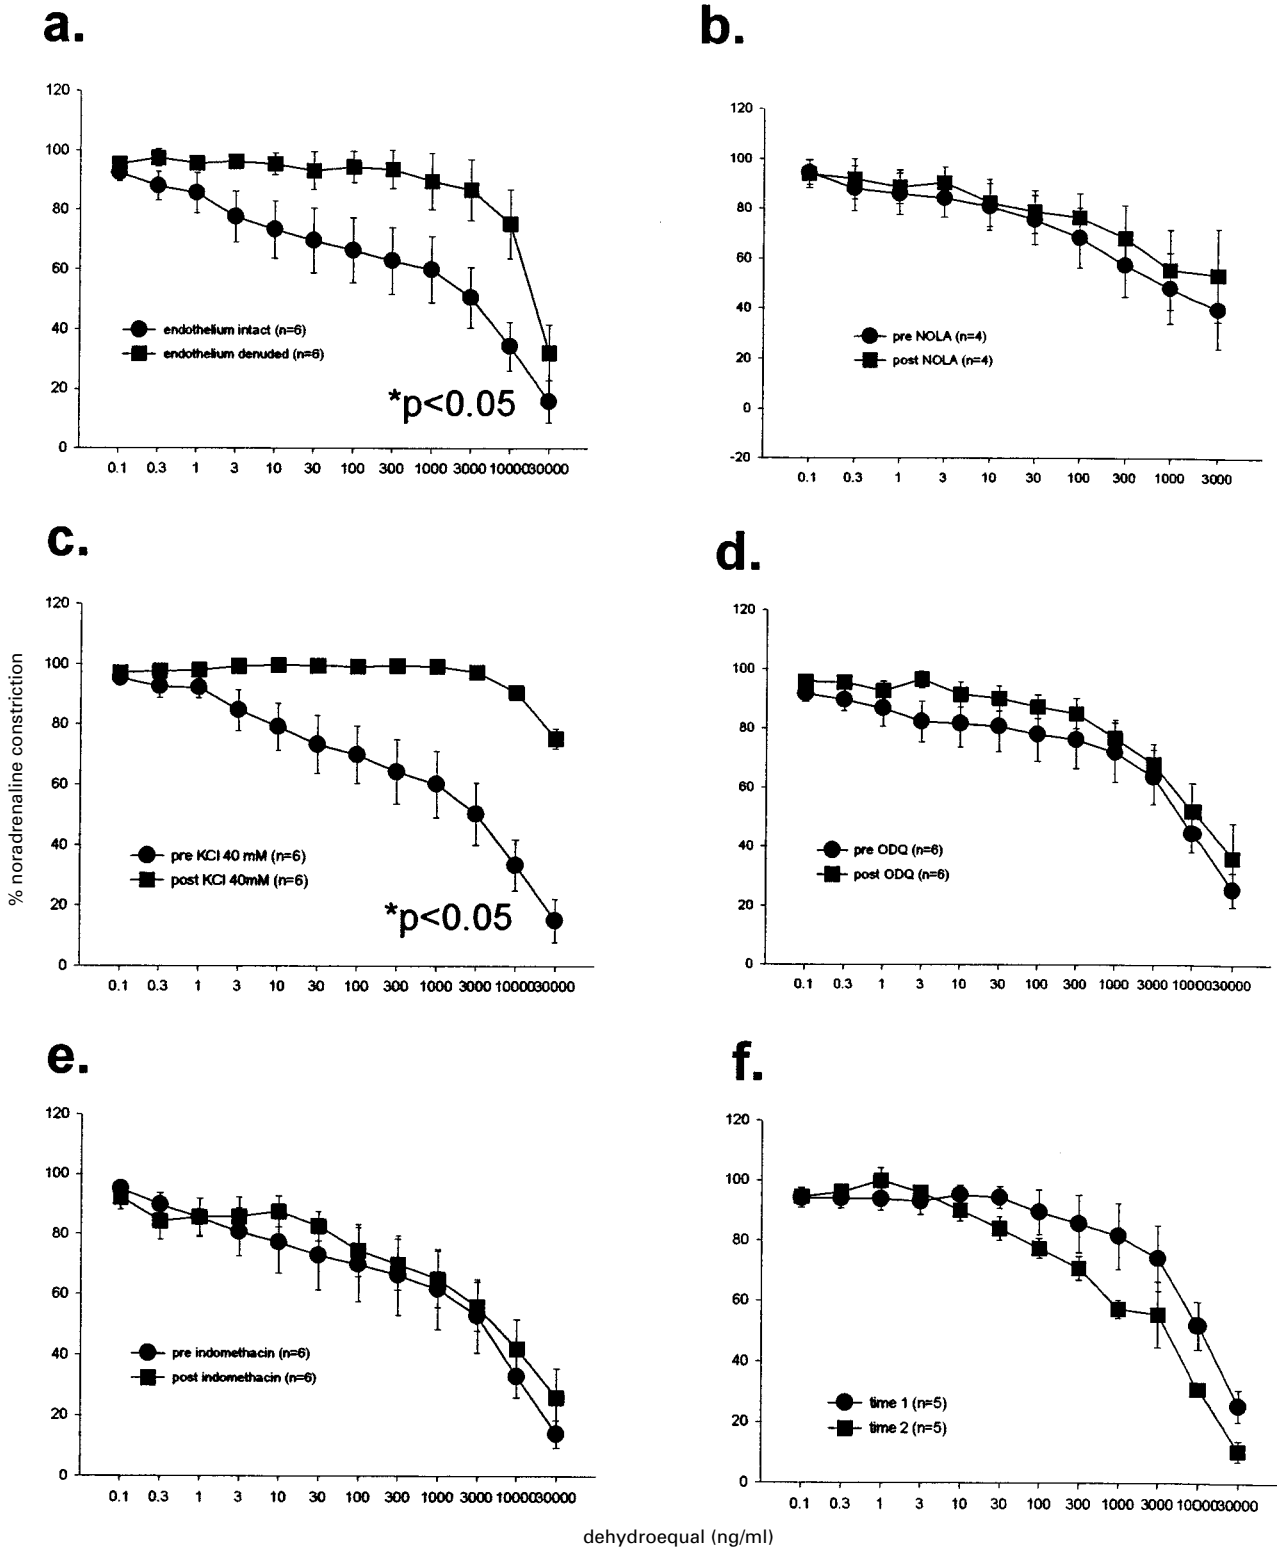 a.
120
100
80
60
40
20
0
endothelium intact (n=6)
endothelium denuded (n=6)
*p<0.05
0.1 0.3 1 3 10 30 100 300 1000 3000 10000 30000
b.
120
100
80
60
40
20
0
-20
pre NOLA (n=4)
post NOLA (n=4)
0.1 0.3 1 3 10 30 100 300 1000 3000
% noradrenaline constriction
c.
120
100
80
60
40
20
0
pre KCl 40 mM (n=6)
post KCl 40mM (n=6)
*p<0.05
0.1 0.3 1 3 10 30 100 300 1000 3000 10000 30000
d.
120
100
80
60
40
20
0
pre ODQ (n=6)
post ODQ (n=6)
0.1 0.3 1 3 10 30 100 300 1000 3000 10000 30000
e.
120
100
80
60
40
20
0
pre indomethacin (n=6)
post indomethacin (n=6)
0.1 0.3 1 3 10 30 100 300 1000 3000 10000 30000
f.
120
100
80
60
40
20
0
time 1 (n=5)
time 2 (n=5)
0.1 0.3 1 3 10 30 100 300 1000 3000 10000 30000
dehydroequal (ng/ml)